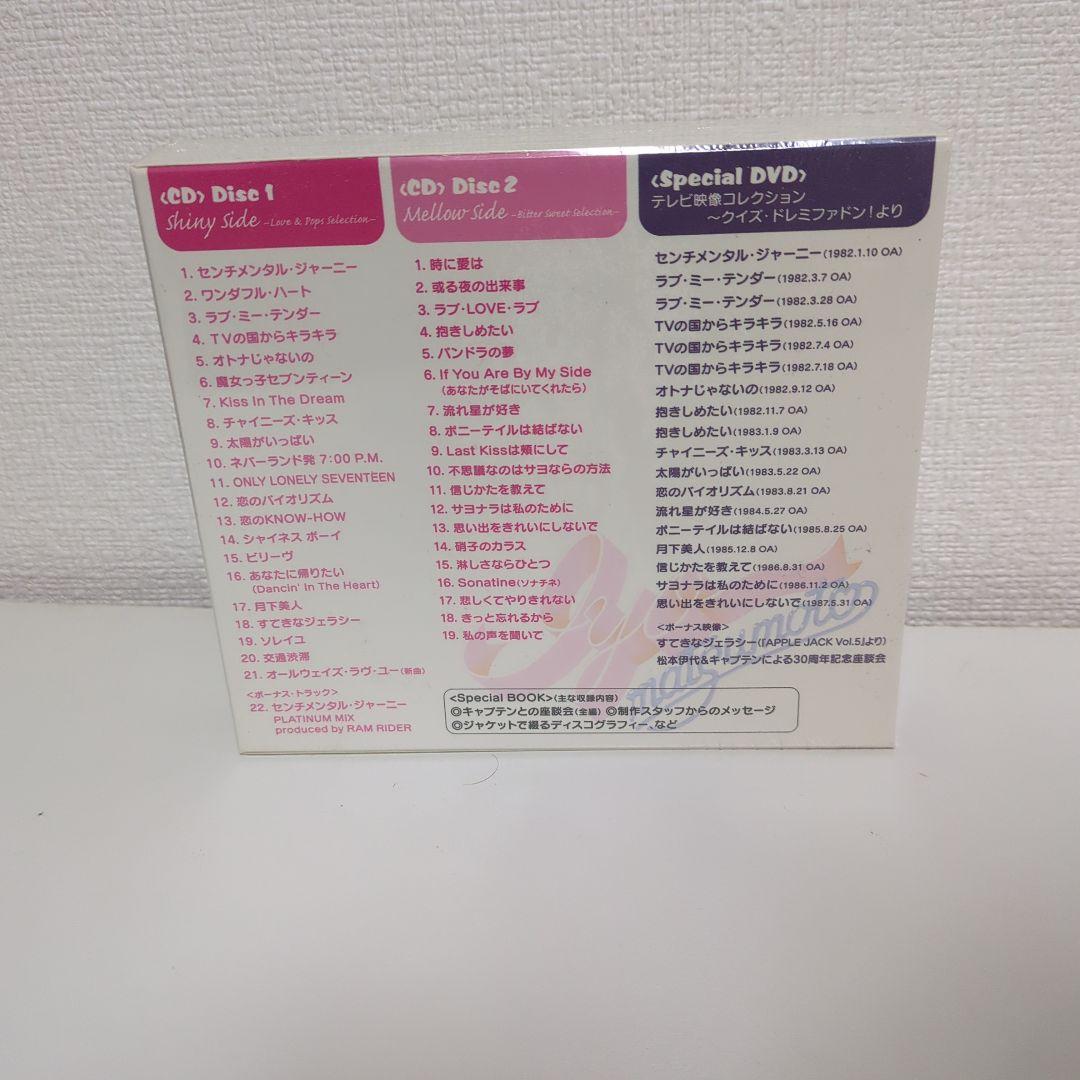 <CD> Disc 1
Shiny Side -Love & Pops Selection-
1. センチメンタル・ジャーニー
2. ワンダフル・ハート
3. ラブ・ミー・テンダー
4. TVの国からキラキラ
5. オトナじゃないの
6. 魔女っ子セブンティーン
7. Kiss In The Dream
8. チャイニーズ・キッス
9. 太陽がいっぱい
10. ネバーランド発 7:00 P.M.
11. ONLY LONELY SEVENTEEN
12. 恋のバイオリズム
13. 恋のKNOW-HOW
14. シャイネス ボーイ
15. ビリーヴ
16. あなたに帰りたい
(Dancin' In The Heart)
17. 月下美人
18. すてきなジェラシー
19. ソレイユ
20. 交通渋滞
21. オールウェイズ・ラヴ・ユー(新曲)
<ボーナス・トラック>
22. センチメンタル・ジャーニー
PLATINUM MIX
produced by RAM RIDER
<CD> Disc 2
Mellow Side -Bitter Sweet Selection-
1. 時に愛は
2. 或る夜の出来事
3. ラブ・LOVE・ラブ
4. 抱きしめたい
5. パンドラの夢
6. If You Are By My Side
(あなたがそばにいてくれたら)
7. 流れ星が好き
8. ポニーテイルは結ばない
9. Last Kissは頬にして
10. 不思議なのはサヨならの方法
11. 信じかたを教えて
12. サヨナラは私のために
13. 思い出をきれいにしないで
14. 硝子のカラス
15. 淋しさならひとつ
16. Sonatine(ソナチネ)
17. 悲しくてやりきれない
18. きっと忘れるから
19. 私の声を聞いて
<Special DVD>
テレビ映像コレクション
～クイズ・ドレミファドン!より
センチメンタル・ジャーニー(1982.1.10 OA)
ラブ・ミー・テンダー(1982.3.7 OA)
ラブ・ミー・テンダー(1982.3.28 OA)
TVの国からキラキラ(1982.5.16 OA)
TVの国からキラキラ(1982.7.4 OA)
TVの国からキラキラ(1982.7.18 OA)
オトナじゃないの(1982.9.12 OA)
抱きしめたい(1982.11.7 OA)
抱きしめたい(1983.1.9 OA)
チャイニーズ・キッス(1983.3.13 OA)
太陽がいっぱい(1983.5.22 OA)
恋のバイオリズム(1983.8.21 OA)
流れ星が好き(1984.5.27 OA)
ポニーテイルは結ばない(1985.8.25 OA)
月下美人(1985.12.8 OA)
信じかたを教えて(1986.8.31 OA)
サヨナラは私のために(1986.11.2 OA)
思い出をきれいにしないで(1987.5.31 OA)
<ボーナス映像>
すてきなジェラシー(『APPLE JACK Vol.5』より)
松本伊代&キャプテンによる30周年記念座談会
Iyo
matsumoto
<Special BOOK>(主な収録内容)
◎キャプテンとの座談会(全編) ◎制作スタッフからのメッセージ
◎ジャケットで綴るディスコグラフィー、など